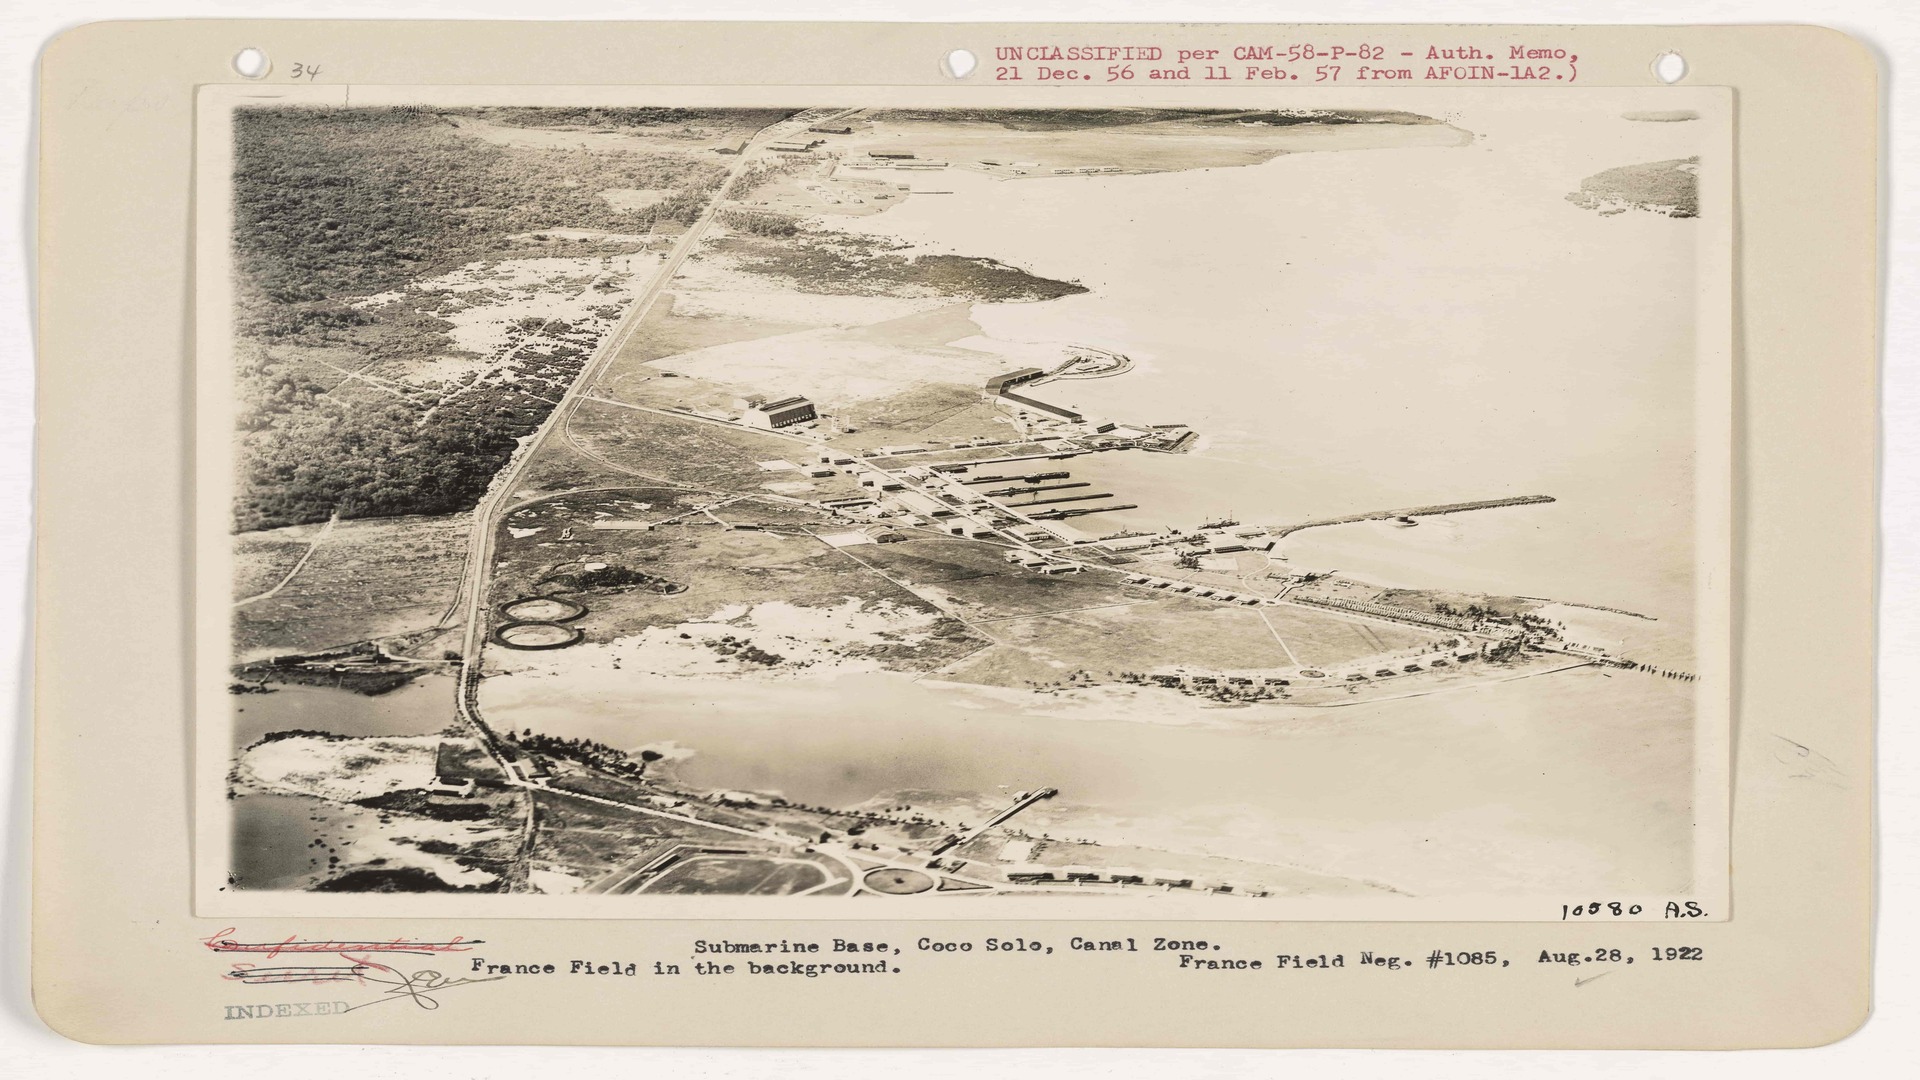 34
UNCLASSIFIED per CAM-58-P-82 - Auth. Memo,
21 Dec. 56 and 11 Feb. 57 from AFOIN-1A2.)
10580 A.S.
Confidential
Secret
Submarine Base, Coco Solo, Canal Zone.
France Field in the background.
France Field Neg. #1085, Aug.28, 1922
INDEXED